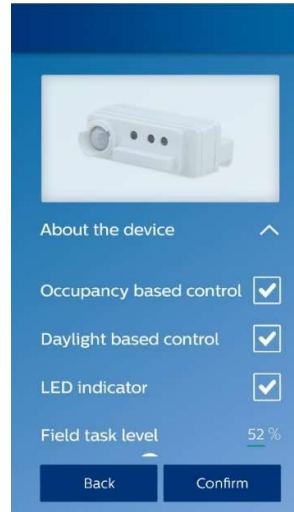 About the device
Occupancy based control
Daylight based control
LED indicator
Field task level 52 %
Back Confirm